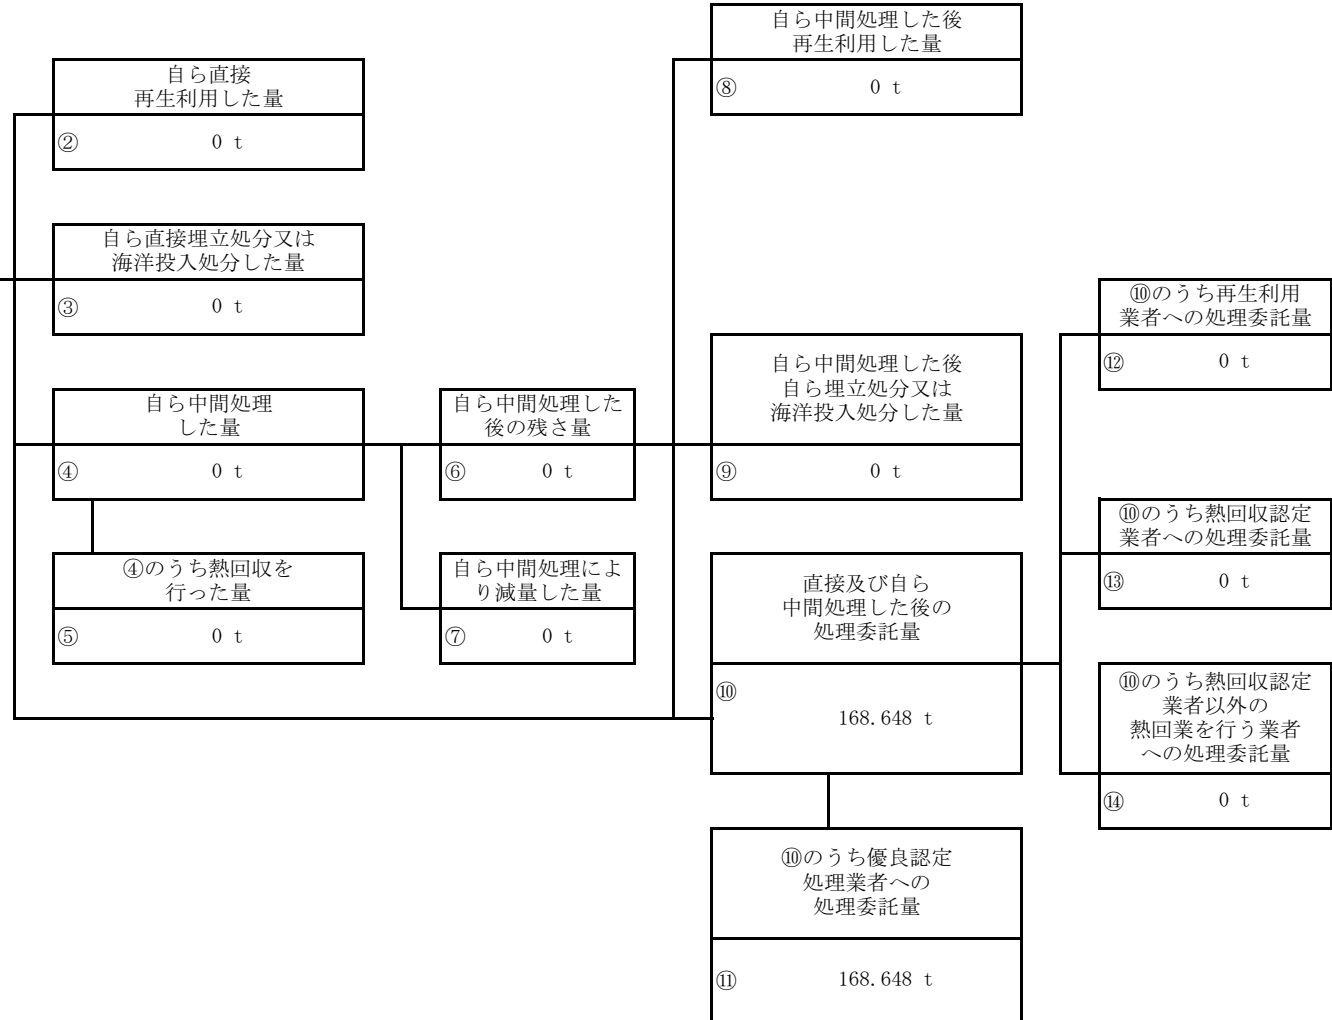 自ら中間処理した後
再生利用した量
⑧ 0 t
自ら直接
再生利用した量
② 0 t
自ら直接埋立処分又は
海洋投入処分した量
③ 0 t
自ら中間処理
した量
④ 0 t
④のうち熱回収を
行った量
⑤ 0 t
自ら中間処理した
後の残さ量
⑥ 0 t
自ら中間処理によ
り減量した量
⑦ 0 t
自ら中間処理した後
自ら埋立処分又は
海洋投入処分した量
⑨ 0 t
直接及び自ら
中間処理した後の
処理委託量
⑩
168.648 t
⑩のうち優良認定
処理業者への
処理委託量
⑪ 168.648 t
⑩のうち再生利用
業者への処理委託量
⑫ 0 t
⑩のうち熱回収認定
業者への処理委託量
⑬ 0 t
⑩のうち熱回収認定
業者以外の
熱回業を行う業者
への処理委託量
⑭ 0 t